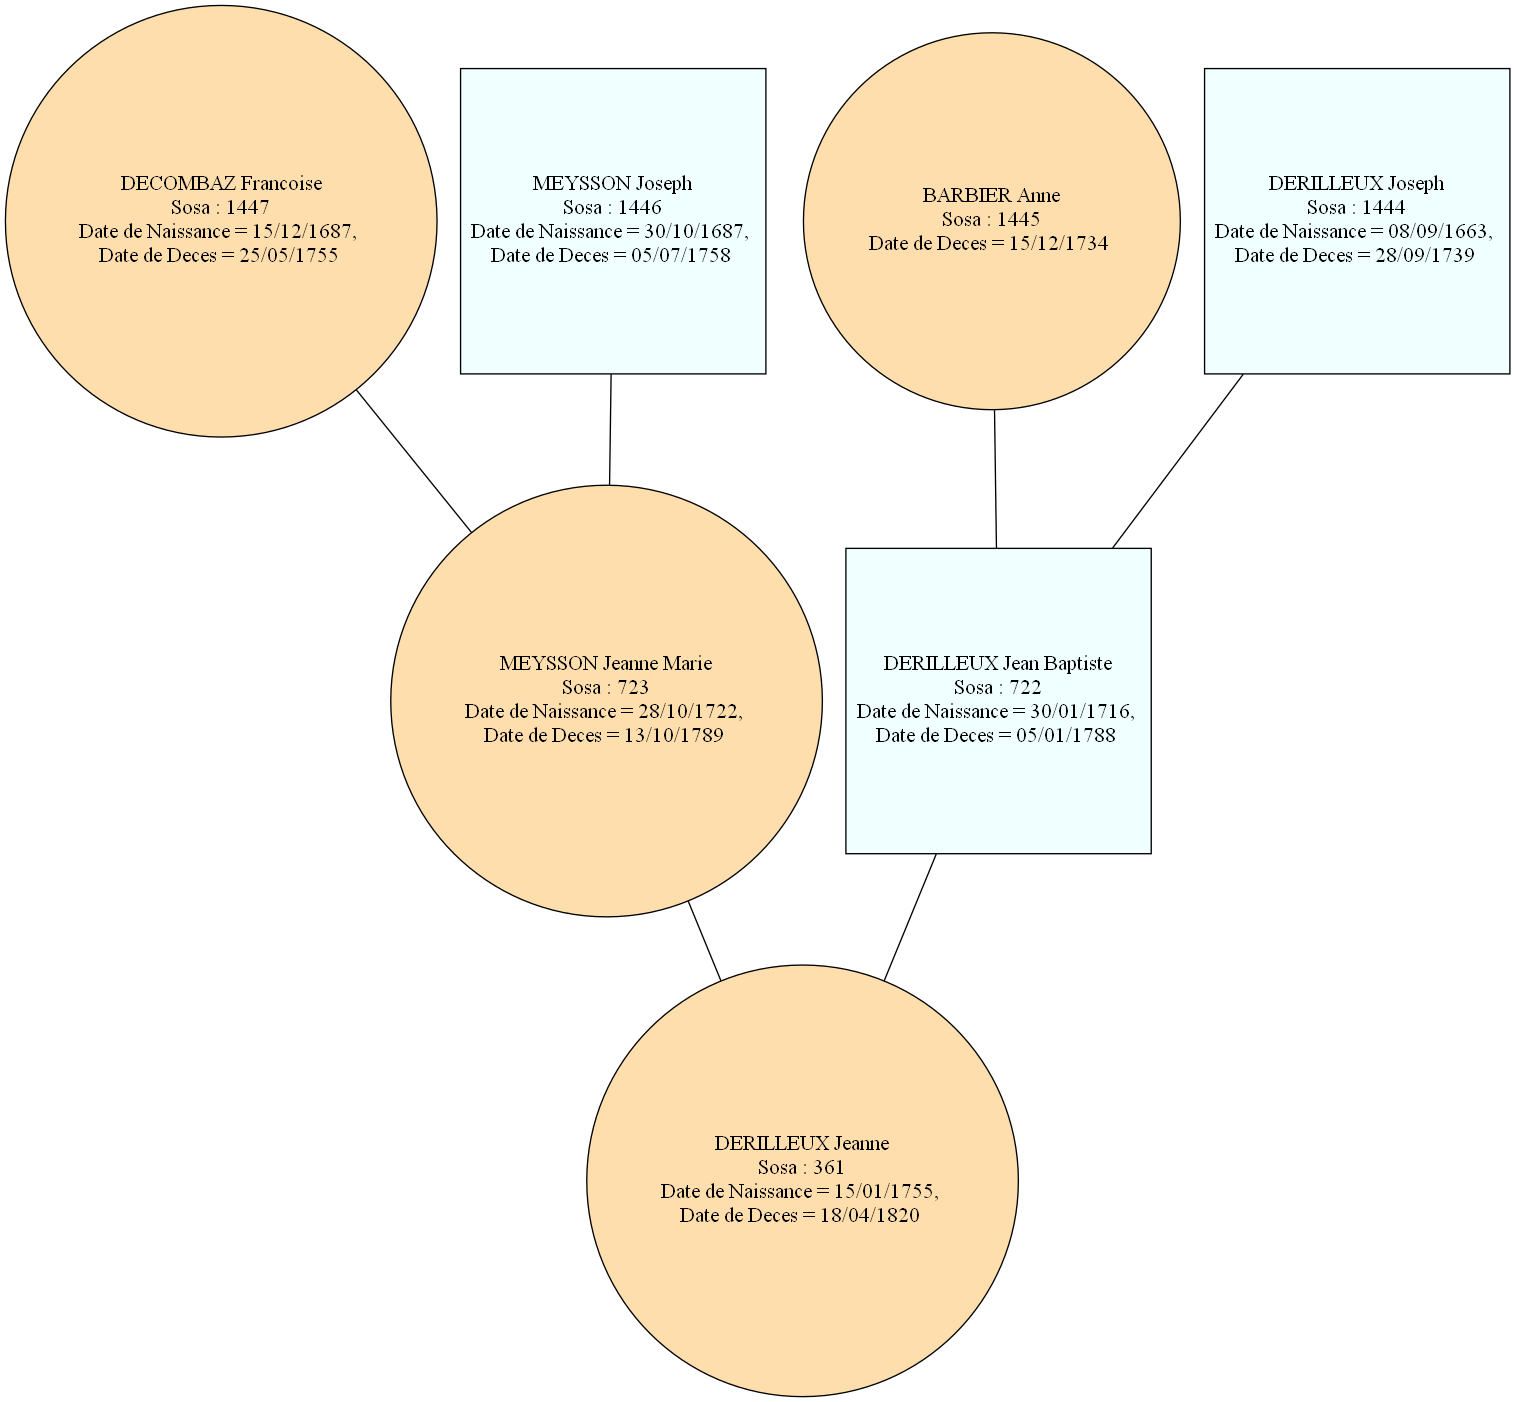 DECOMBAZ Francoise
Sosa : 1447
Date de Naissance = 15/12/1687,
Date de Deces = 25/05/1755
MEYSSON Joseph
Sosa : 1446
Date de Naissance = 30/10/1687,
Date de Deces = 05/07/1758
BARBIER Anne
Sosa : 1445
Date de Deces = 15/12/1734
DERILLEUX Joseph
Sosa : 1444
Date de Naissance = 08/09/1663,
Date de Deces = 28/09/1739
MEYSSON Jeanne Marie
Sosa : 723
Date de Naissance = 28/10/1722,
Date de Deces = 13/10/1789
DERILLEUX Jean Baptiste
Sosa : 722
Date de Naissance = 30/01/1716,
Date de Deces = 05/01/1788
DERILLEUX Jeanne
Sosa : 361
Date de Naissance = 15/01/1755,
Date de Deces = 18/04/1820